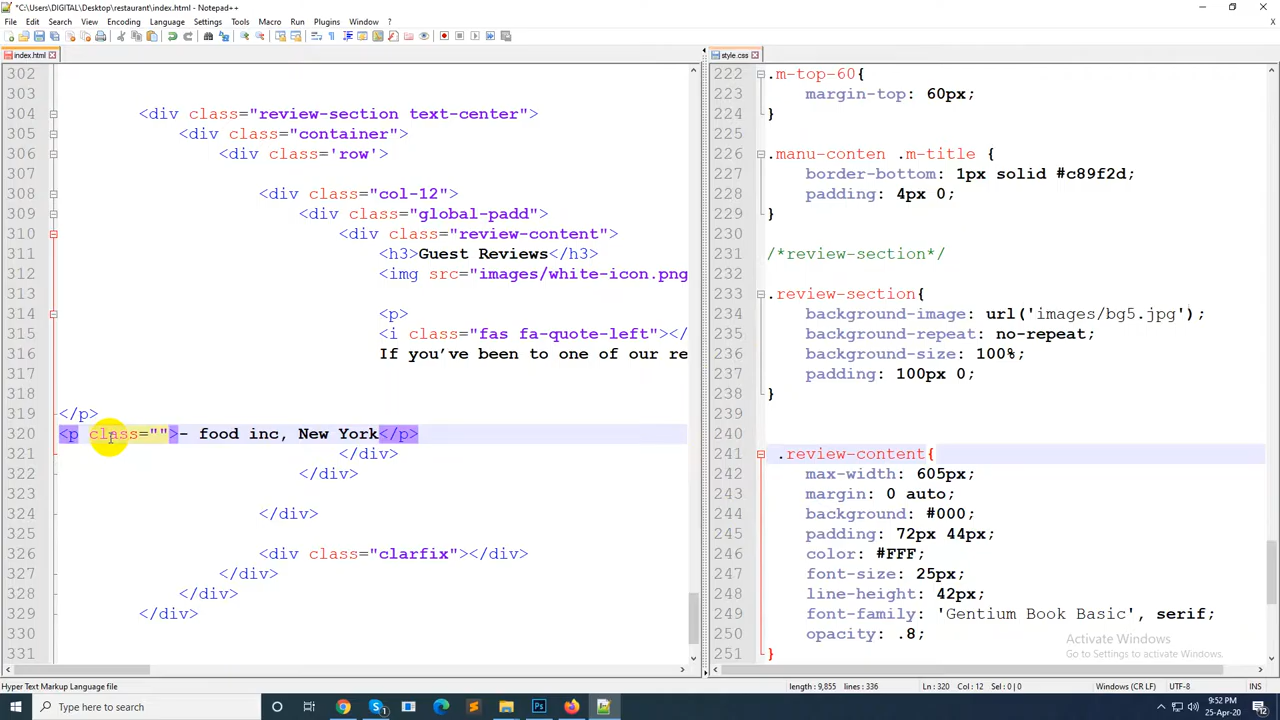 *C:\Users\DIGITAL\Desktop\restaurant\index.html - Notepad++
File Edit Search View Encoding Language Settings Tools Macro Run Plugins Window ?
index.html
302
303
304 <div class="review-section text-center">
305 <div class="container">
306 <div class='row'>
307
308 <div class="col-12">
309 <div class="global-padd">
310 <div class="review-content">
311 <h3>Guest Reviews</h3>
312 <img src="images/white-icon.png
313
314 <p>
315 <i class="fas fa-quote-left"></
316 If you’ve been to one of our re
317
318
319 </p>
320 <p class="">- food inc, New York</p>
321 </div>
322 </div>
323
324 </div>
325
326 <div class="clarfix"></div>
327 </div>
328 </div>
329 </div>
330
331
style.css
222 .m-top-60{
223 margin-top: 60px;
224 }
225
226 .manu-conten .m-title {
227 border-bottom: 1px solid #c89f2d;
228 padding: 4px 0;
229 }
230
231 /*review-section*/
232
233 .review-section{
234 background-image: url('images/bg5.jpg');
235 background-repeat: no-repeat;
236 background-size: 100%;
237 padding: 100px 0;
238 }
239
240
241 .review-content{
242 max-width: 605px;
243 margin: 0 auto;
244 background: #000;
245 padding: 72px 44px;
246 color: #FFF;
247 font-size: 25px;
248 line-height: 42px;
249 font-family: 'Gentium Book Basic', serif;
250 opacity: .8;
251 }
Activate Windows
Go to Settings to activate Windows.
Hyper Text Markup Language file
length : 9,855 lines : 336
Ln : 320 Col : 12 Sel : 0 | 0
Windows (CR LF)
UTF-8
INS
Type here to search
9:52 PM
25-Apr-20